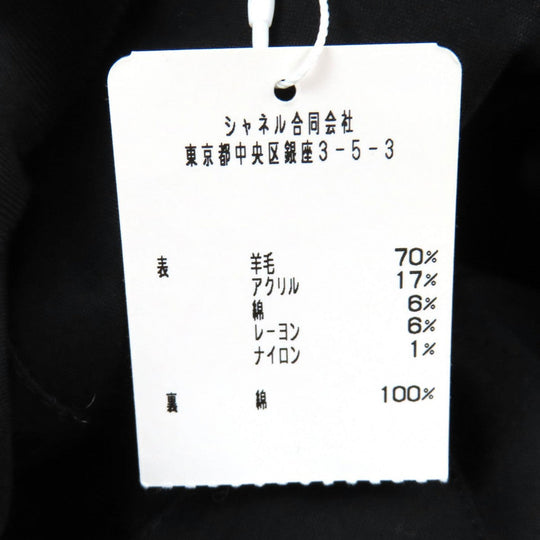 シャネル合同会社
東京都中央区銀座3-5-3
表 羊毛 70%
アクリル 17%
綿 6%
レーヨン 6%
ナイロン 1%
裏 綿 100%